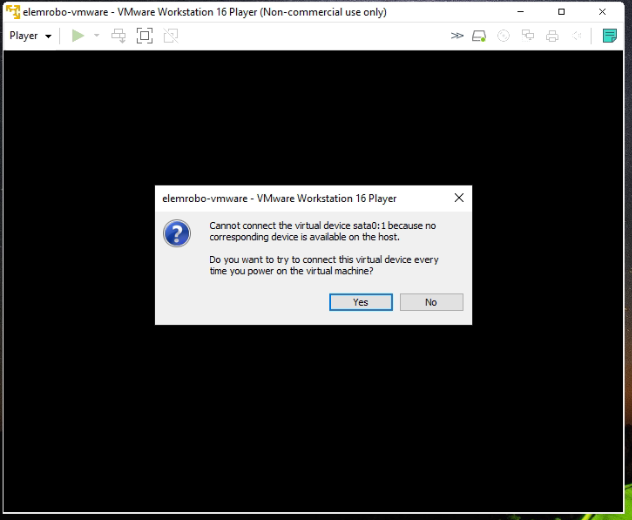 elemrobo-vmware - VMware Workstation 16 Player (Non-commercial use only)
Player
elemrobo-vmware - VMware Workstation 16 Player
Cannot connect the virtual device sata0:1 because no
corresponding device is available on the host.
Do you want to try to connect this virtual device every
time you power on the virtual machine?
Yes
No